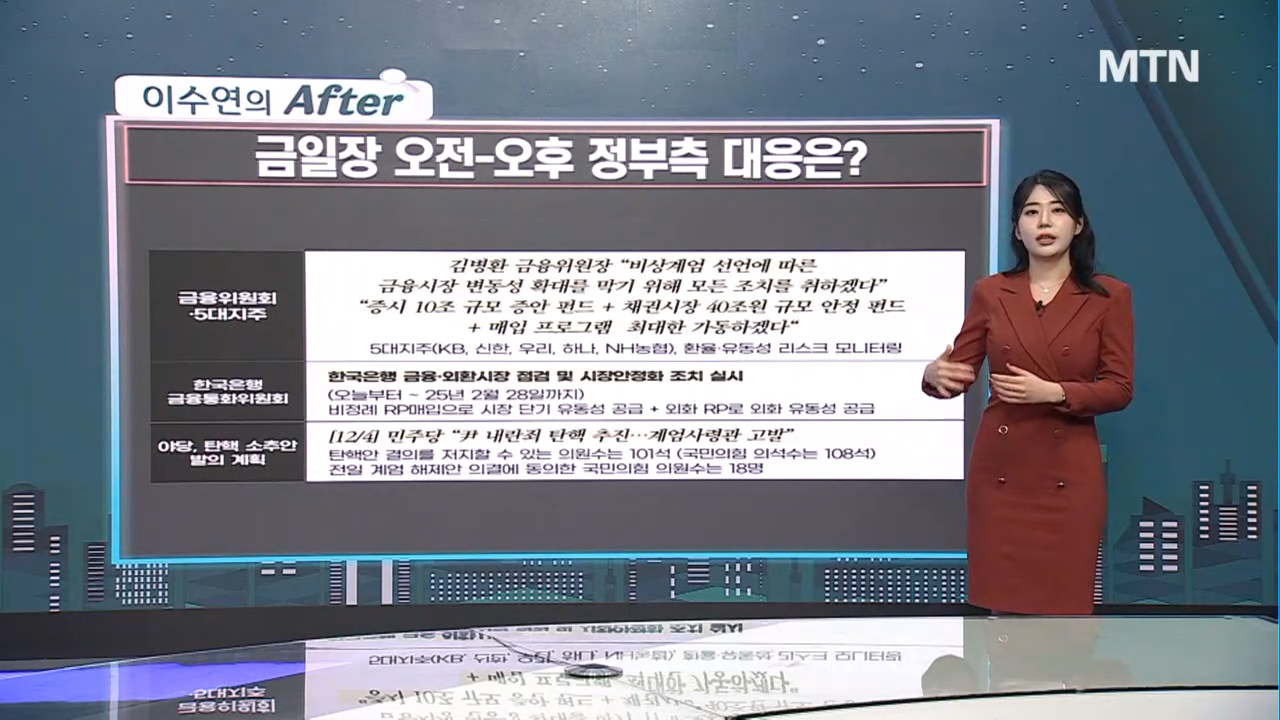 MTN
이수연의 After
금일장 오전-오후 정부측 대응은?
금융위원회
·5대지주
김병환 금융위원장 “비상계엄 선언에 따른
금융시장 변동성 확대를 막기 위해 모든 조치를 취하겠다”
“증시 10조 규모 증안 펀드 + 채권시장 40조원 규모 안정 펀드
+ 매입 프로그램 최대한 가동하겠다“
5대지주(KB, 신한, 우리, 하나, NH농협), 환율·유동성 리스크 모니터링
한국은행
금융통화위원회
한국은행 금융·외환시장 점검 및 시장안정화 조치 실시
(오늘부터 ~ 25년 2월 28일까지)
비정례 RP매입으로 시장 단기 유동성 공급 + 외화 RP로 외화 유동성 공급
야당, 탄핵 소추안
발의 계획
[12/4] 민주당 “尹 내란죄 탄핵 추진…계엄사령관 고발”
탄핵안 결의를 저지할 수 있는 의원수는 101석 (국민의힘 의석수는 108석)
전일 계엄 해제안 의결에 동의한 국민의힘 의원수는 18명